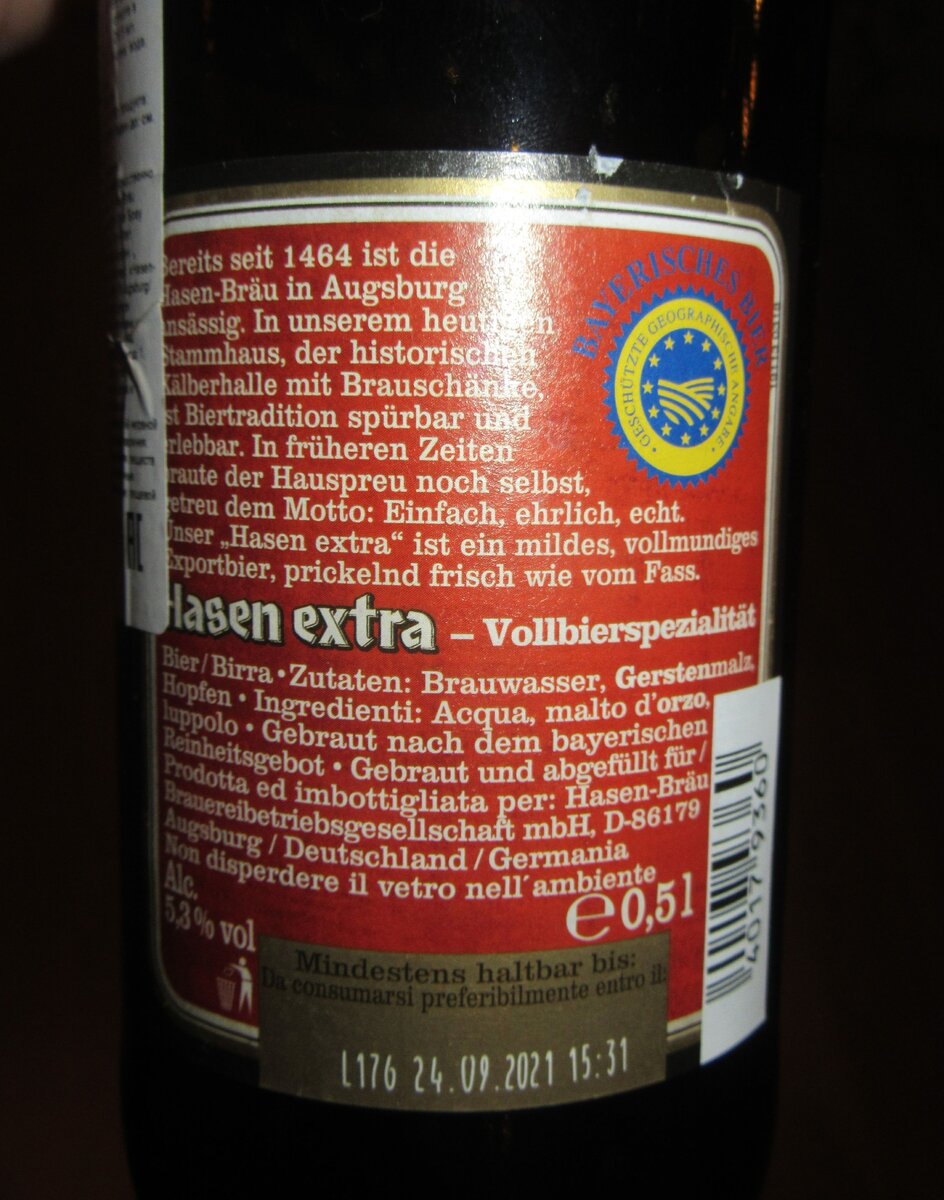 Bereits seit 1464 ist die
Hasen-Bräu in Augsburg
ansässig. In unserem heutigen
Stammhaus, der historischen
Kälberhalle mit Brauschänke,
ist Biertradition spürbar und
erlebbar. In früheren Zeiten
braute der Hauspreu noch selbst,
getreu dem Motto: Einfach, ehrlich, echt.
Unser „Hasen extra“ ist ein mildes, vollmundiges
Exportbier, prickelnd frisch wie vom Fass.
BAYERISCHES BIER
GESCHÜTZTE GEOGRAPHISCHE ANGABE
Hasen extra – Vollbierspezialität
Bier / Birra • Zutaten: Brauwasser, Gerstenmalz,
Hopfen • Ingredienti: Acqua, malto d'orzo,
luppolo • Gebraut nach dem bayerischen
Reinheitsgebot • Gebraut und abgefüllt für /
Prodotta ed imbottigliata per: Hasen-Bräu
Brauereibetriebsgesellschaft mbH, D-86179
Augsburg / Deutschland / Germania
Non disperdere il vetro nell´ambiente
Alc.
5,3 % vol
e 0,5 l
Mindestens haltbar bis:
Da consumarsi preferibilmente entro il:
L176 24.09.2021 15:31
4017 9360